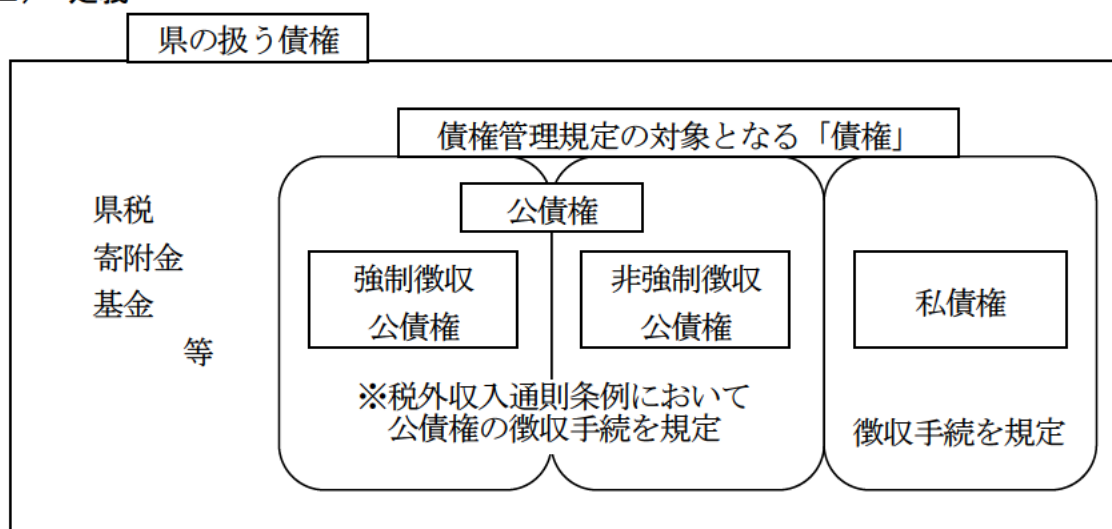 県の扱う債権
債権管理規定の対象となる「債権」
県税
寄附金
基金
等
公債権
強制徴収
公債権
非強制徴収
公債権
私債権
※税外収入通則条例において
公債権の徴収手続を規定
徴収手続を規定